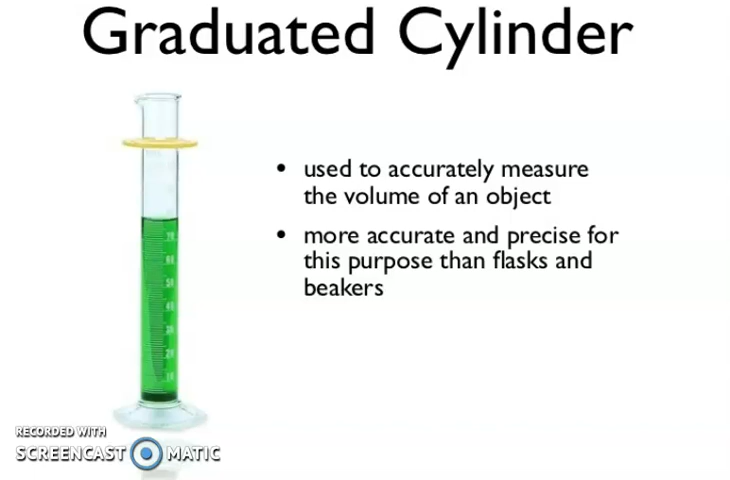 Graduated Cylinder
• used to accurately measure
the volume of an object
• more accurate and precise for
this purpose than flasks and
beakers
RECORDED WITH
SCREENCAST MATIC